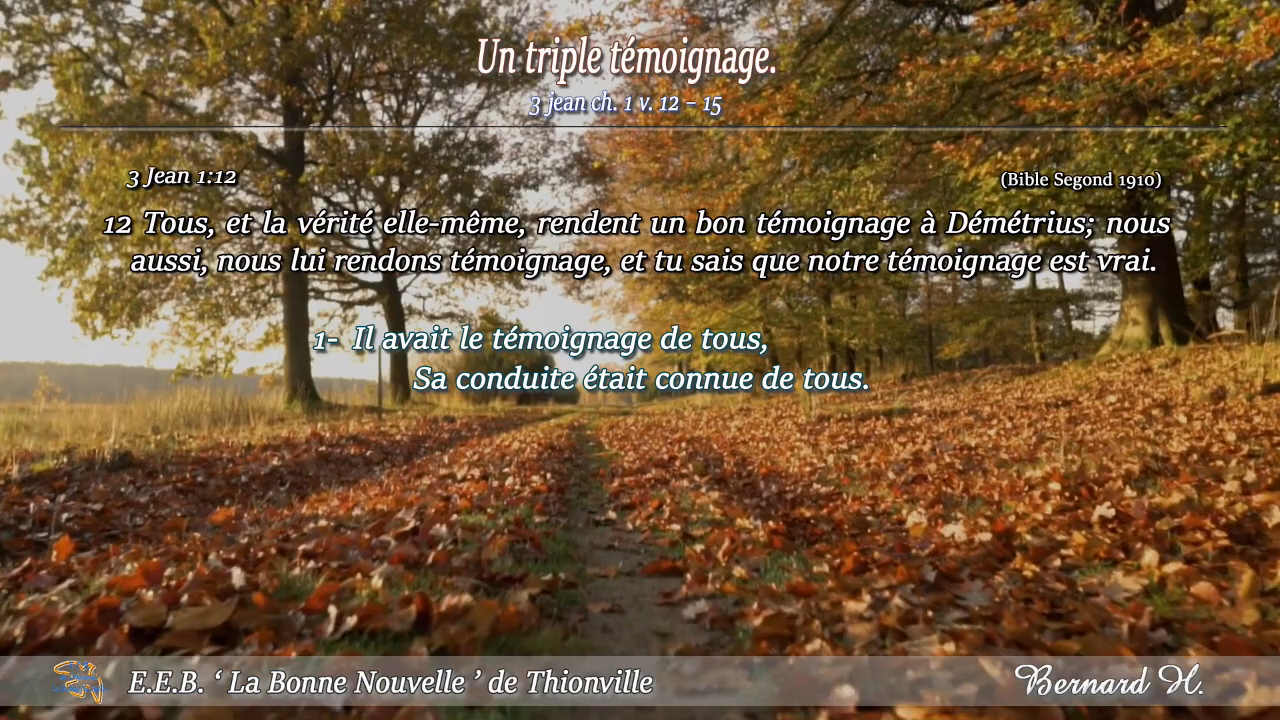 Un triple témoignage.
3 jean ch. 1 v. 12 – 15
3 Jean 1:12
(Bible Segond 1910)
12 Tous, et la vérité elle-même, rendent un bon témoignage à Démétrius; nous
aussi, nous lui rendons témoignage, et tu sais que notre témoignage est vrai.
1- Il avait le témoignage de tous,
Sa conduite était connue de tous.
E.E.B. ‘ La Bonne Nouvelle ’ de Thionville
Bernard H.